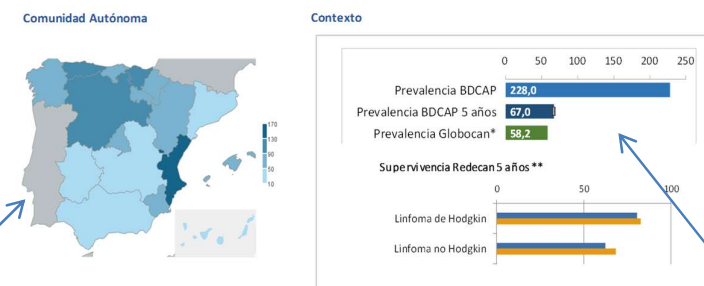 Comunidad Autónoma
170
130
90
50
10
Contexto
0 50 100 150 200 250
Prevalencia BDCAP 228,0
Prevalencia BDCAP 5 años 67,0
Prevalencia Globocan* 58,2
Supervivencia Redecan 5 años **
0 50 100
Linfoma de Hodgkin
Linfoma no Hodgkin